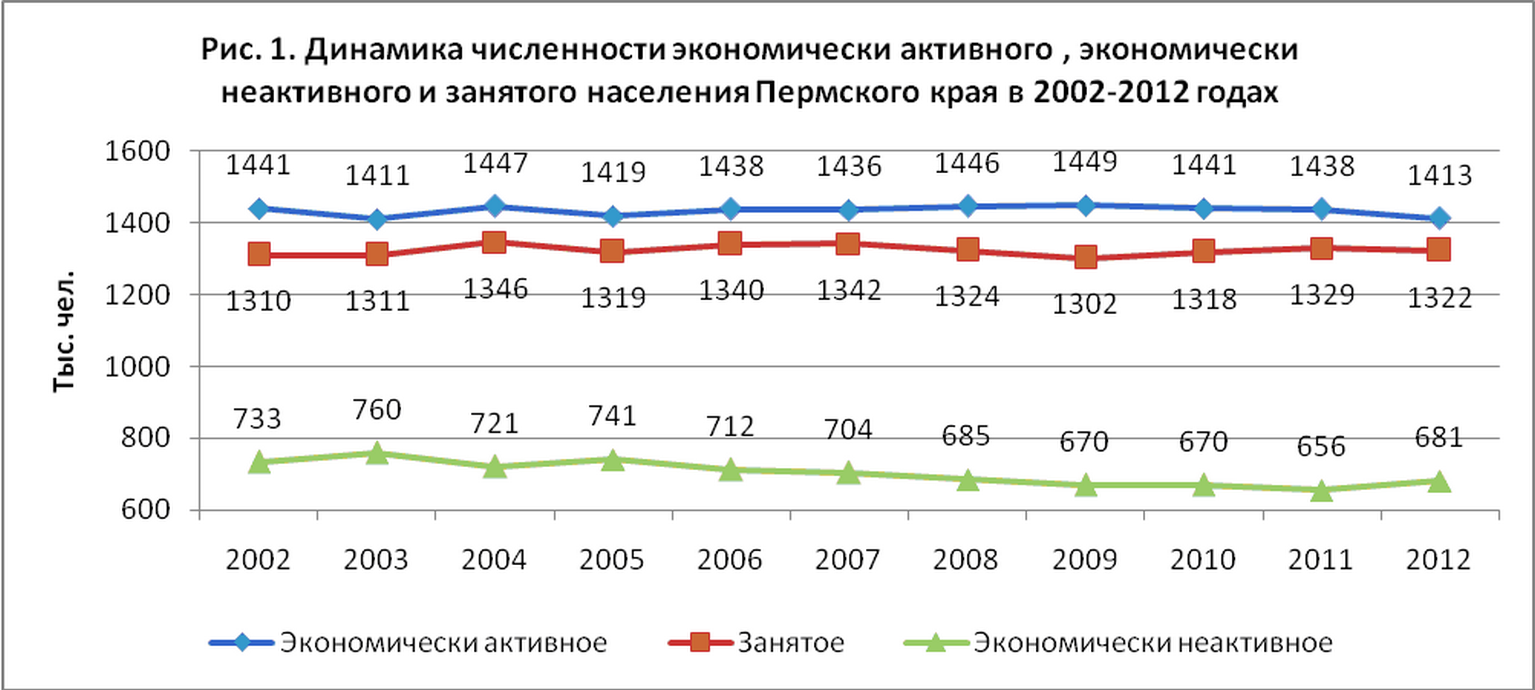 Рис. 1. Динамика численности экономически активного , экономически
неактивного и занятого населения Пермского края в 2002-2012 годах
Тыс. чел.
1600
1400
1200
1000
800
600
1441 1411 1447 1419 1438 1436 1446 1449 1441 1438 1413
1310 1311 1346 1319 1340 1342 1324 1302 1318 1329 1322
733 760 721 741 712 704 685 670 670 656 681
2002 2003 2004 2005 2006 2007 2008 2009 2010 2011 2012
Экономически активное Занятое Экономически неактивное